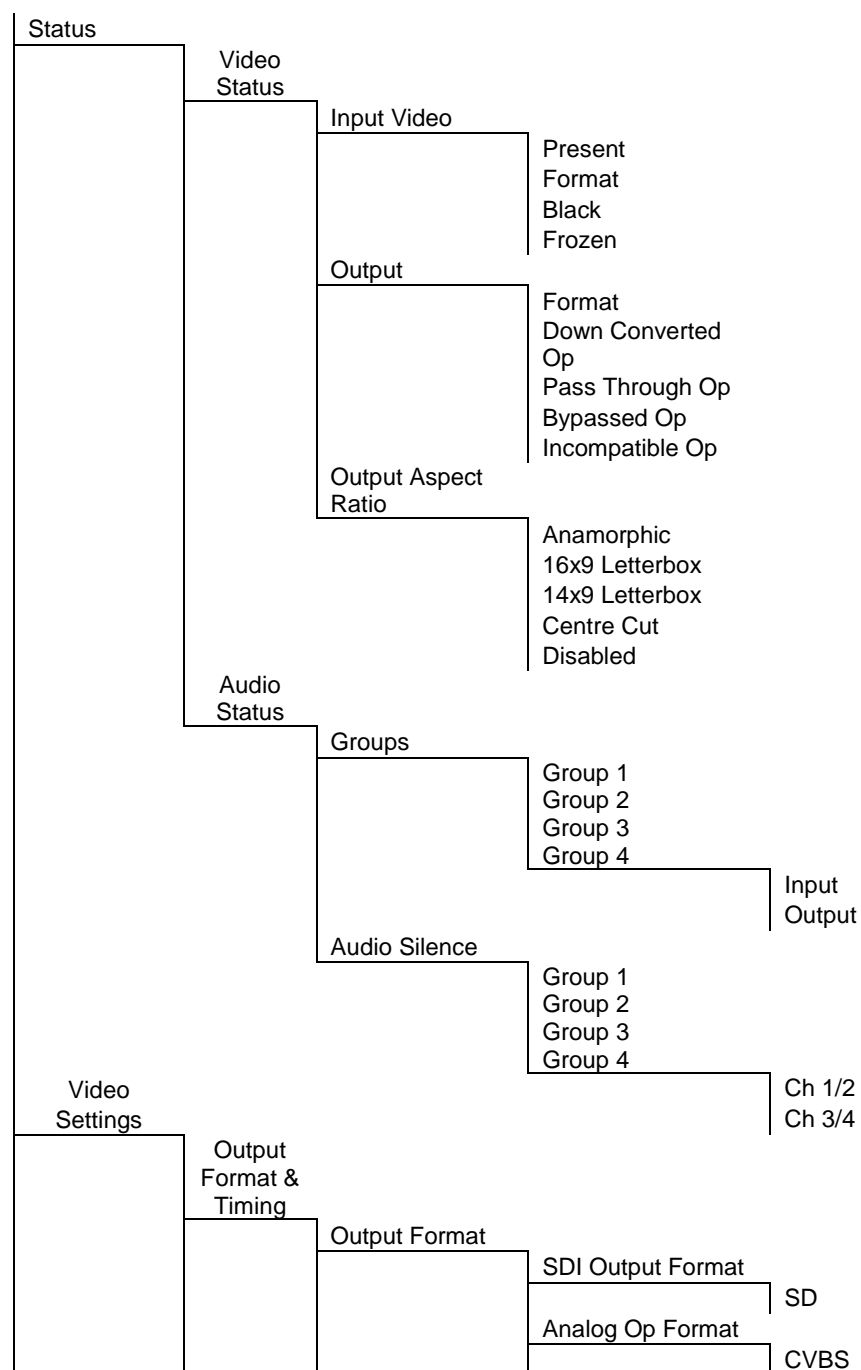 Status
Video
Status
Input Video
Present
Format
Black
Frozen
Output
Format
Down Converted
Op
Pass Through Op
Bypassed Op
Incompatible Op
Output Aspect
Ratio
Anamorphic
16x9 Letterbox
14x9 Letterbox
Centre Cut
Disabled
Audio
Status
Groups
Group 1
Group 2
Group 3
Group 4
Input
Output
Audio Silence
Group 1
Group 2
Group 3
Group 4
Ch 1/2
Ch 3/4
Video
Settings
Output
Format &
Timing
Output Format
SDI Output Format
SD
Analog Op Format
CVBS